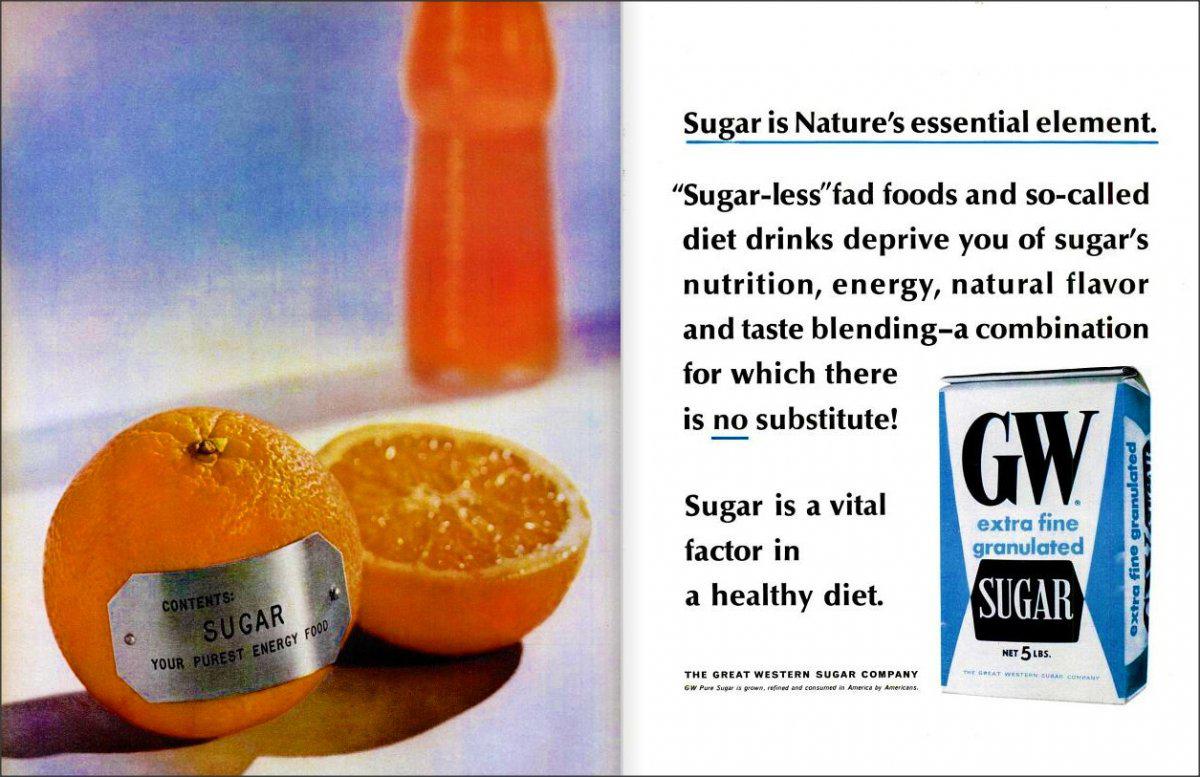 CONTENTS:
SUGAR
YOUR PUREST ENERGY FOOD
Sugar is Nature's essential element.
“Sugar-less” fad foods and so-called
diet drinks deprive you of sugar's
nutrition, energy, natural flavor
and taste blending–a combination
for which there
is no substitute!
Sugar is a vital
factor in
a healthy diet.
THE GREAT WESTERN SUGAR COMPANY
GW Pure Sugar is grown, refined and consumed in America by Americans.
GW®
extra fine
granulated
SUGAR
NET 5 LBS.
THE GREAT WESTERN SUGAR COMPANY
extra fine granulated